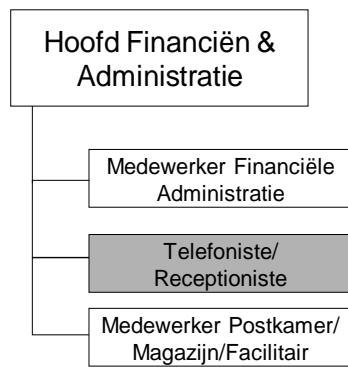 Hoofd Financiën &
Administratie
Medewerker Financiële
Administratie
Telefoniste/
Receptioniste
Medewerker Postkamer/
Magazijn/Facilitair